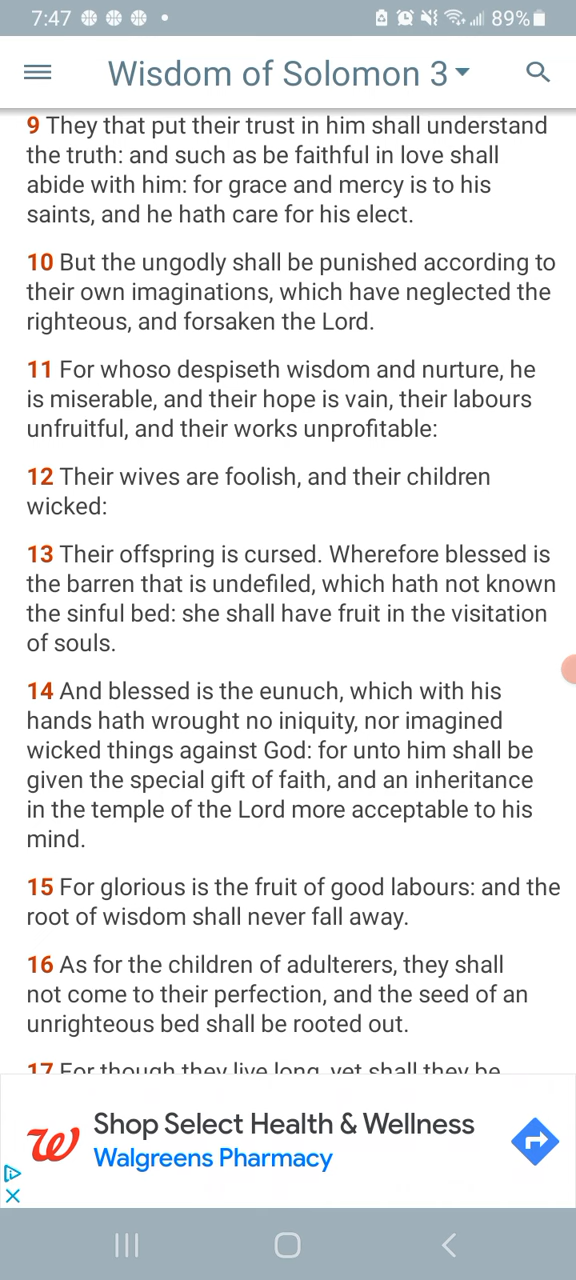 7:47 89%
Wisdom of Solomon 3
9 They that put their trust in him shall understand
the truth: and such as be faithful in love shall
abide with him: for grace and mercy is to his
saints, and he hath care for his elect.
10 But the ungodly shall be punished according to
their own imaginations, which have neglected the
righteous, and forsaken the Lord.
11 For whoso despiseth wisdom and nurture, he
is miserable, and their hope is vain, their labours
unfruitful, and their works unprofitable:
12 Their wives are foolish, and their children
wicked:
13 Their offspring is cursed. Wherefore blessed is
the barren that is undefiled, which hath not known
the sinful bed: she shall have fruit in the visitation
of souls.
14 And blessed is the eunuch, which with his
hands hath wrought no iniquity, nor imagined
wicked things against God: for unto him shall be
given the special gift of faith, and an inheritance
in the temple of the Lord more acceptable to his
mind.
15 For glorious is the fruit of good labours: and the
root of wisdom shall never fall away.
16 As for the children of adulterers, they shall
not come to their perfection, and the seed of an
unrighteous bed shall be rooted out.
17 For though they live long, yet shall they be
Shop Select Health & Wellness
Walgreens Pharmacy